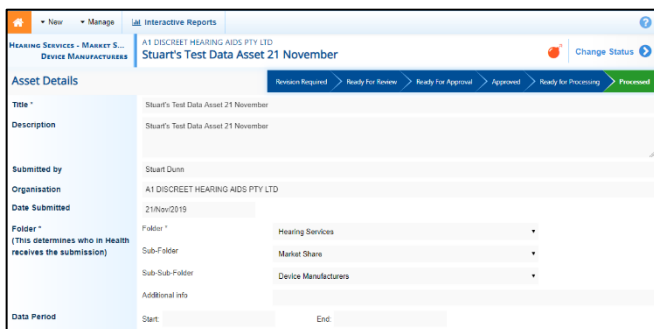 New Manage Interactive Reports
HEARING SERVICES - MARKET S...
DEVICE MANUFACTURERS
A1 DISCREET HEARING AIDS PTY LTD
Stuart's Test Data Asset 21 November
Change Status
Asset Details
Revision Required Ready For Review Ready For Approval Approved Ready for Processing Processed
Title * Stuart's Test Data Asset 21 November
Description Stuart's Test Data Asset 21 November
Submitted by Stuart Dunn
Organisation A1 DISCREET HEARING AIDS PTY LTD
Date Submitted 21/Nov/2019
Folder * Folder * Hearing Services
(This determines who in Health
receives the submission)
Sub-Folder Market Share
Sub-Sub-Folder Device Manufacturers
Additional info
Data Period Start: End: